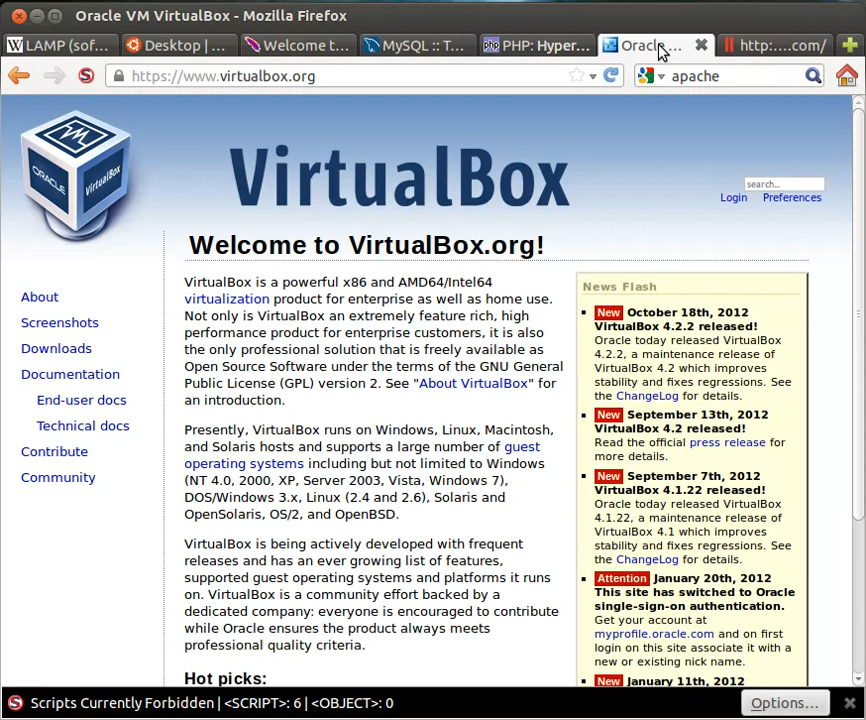 Oracle VM VirtualBox - Mozilla Firefox
LAMP (sof...
Desktop | ...
Welcome t...
MySQL :: T...
PHP: Hyper...
Oracle ...
http:....com/
https://www.virtualbox.org
apache
ORACLE
VirtualBox
VirtualBox
search...
Login Preferences
Welcome to VirtualBox.org!
About
Screenshots
Downloads
Documentation
End-user docs
Technical docs
Contribute
Community
VirtualBox is a powerful x86 and AMD64/Intel64
virtualization product for enterprise as well as home use.
Not only is VirtualBox an extremely feature rich, high
performance product for enterprise customers, it is also
the only professional solution that is freely available as
Open Source Software under the terms of the GNU General
Public License (GPL) version 2. See "About VirtualBox" for
an introduction.
Presently, VirtualBox runs on Windows, Linux, Macintosh,
and Solaris hosts and supports a large number of guest
operating systems including but not limited to Windows
(NT 4.0, 2000, XP, Server 2003, Vista, Windows 7),
DOS/Windows 3.x, Linux (2.4 and 2.6), Solaris and
OpenSolaris, OS/2, and OpenBSD.
VirtualBox is being actively developed with frequent
releases and has an ever growing list of features,
supported guest operating systems and platforms it runs
on. VirtualBox is a community effort backed by a
dedicated company: everyone is encouraged to contribute
while Oracle ensures the product always meets
professional quality criteria.
Hot picks:
News Flash
New October 18th, 2012
VirtualBox 4.2.2 released!
Oracle today released VirtualBox
4.2.2, a maintenance release of
VirtualBox 4.2 which improves
stability and fixes regressions. See
the ChangeLog for details.
New September 13th, 2012
VirtualBox 4.2 released!
Read the official press release for
more details.
New September 7th, 2012
VirtualBox 4.1.22 released!
Oracle today released VirtualBox
4.1.22, a maintenance release of
VirtualBox 4.1 which improves
stability and fixes regressions. See
the ChangeLog for details.
Attention January 20th, 2012
This site has switched to Oracle
single-sign-on authentication.
Get your account at
myprofile.oracle.com and on first
login on this site associate it with a
new or existing nick name.
New January 11th, 2012
Scripts Currently Forbidden | <SCRIPT>: 6 | <OBJECT>: 0
Options...